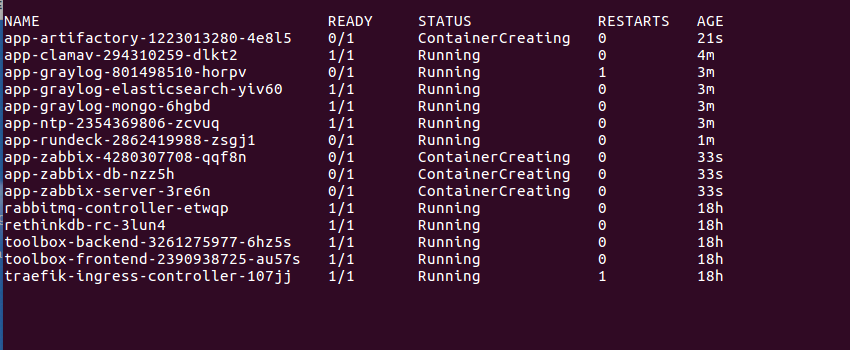 NAME READY STATUS RESTARTS AGE
app-artifactory-1223013280-4e8l5 0/1 ContainerCreating 0 21s
app-clamav-294310259-dlkt2 1/1 Running 0 4m
app-graylog-801498510-horpv 0/1 Running 1 3m
app-graylog-elasticsearch-yiv60 1/1 Running 0 3m
app-graylog-mongo-6hgbd 1/1 Running 0 3m
app-ntp-2354369806-zcvuq 1/1 Running 0 3m
app-rundeck-2862419988-zsgj1 0/1 Running 0 1m
app-zabbix-4280307708-qqf8n 0/1 ContainerCreating 0 33s
app-zabbix-db-nzz5h 0/1 ContainerCreating 0 33s
app-zabbix-server-3re6n 0/1 ContainerCreating 0 33s
rabbitmq-controller-etwqp 1/1 Running 0 18h
rethinkdb-rc-3lun4 1/1 Running 0 18h
toolbox-backend-3261275977-6hz5s 1/1 Running 0 18h
toolbox-frontend-2390938725-au57s 1/1 Running 0 18h
traefik-ingress-controller-107jj 1/1 Running 1 18h